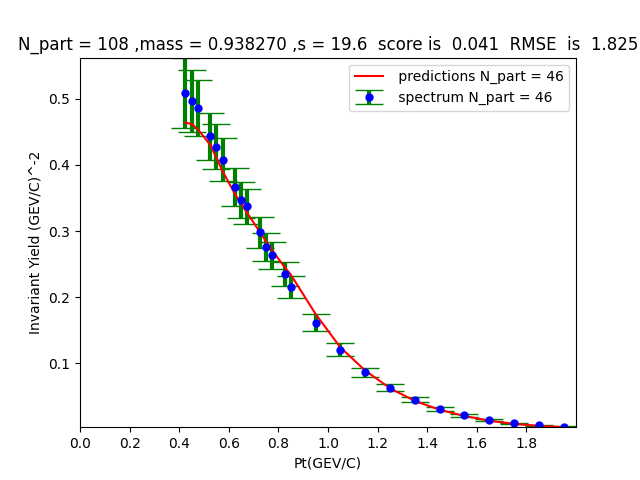 N_part = 108 ,mass = 0.938270 ,s = 19.6  score is  0.041  RMSE  is  1.825
predictions N_part = 46
spectrum N_part = 46
Invariant Yield (GEV/C)^-2
0.5
0.4
0.3
0.2
0.1
0.0 0.2 0.4 0.6 0.8 1.0 1.2 1.4 1.6 1.8
Pt(GEV/C)